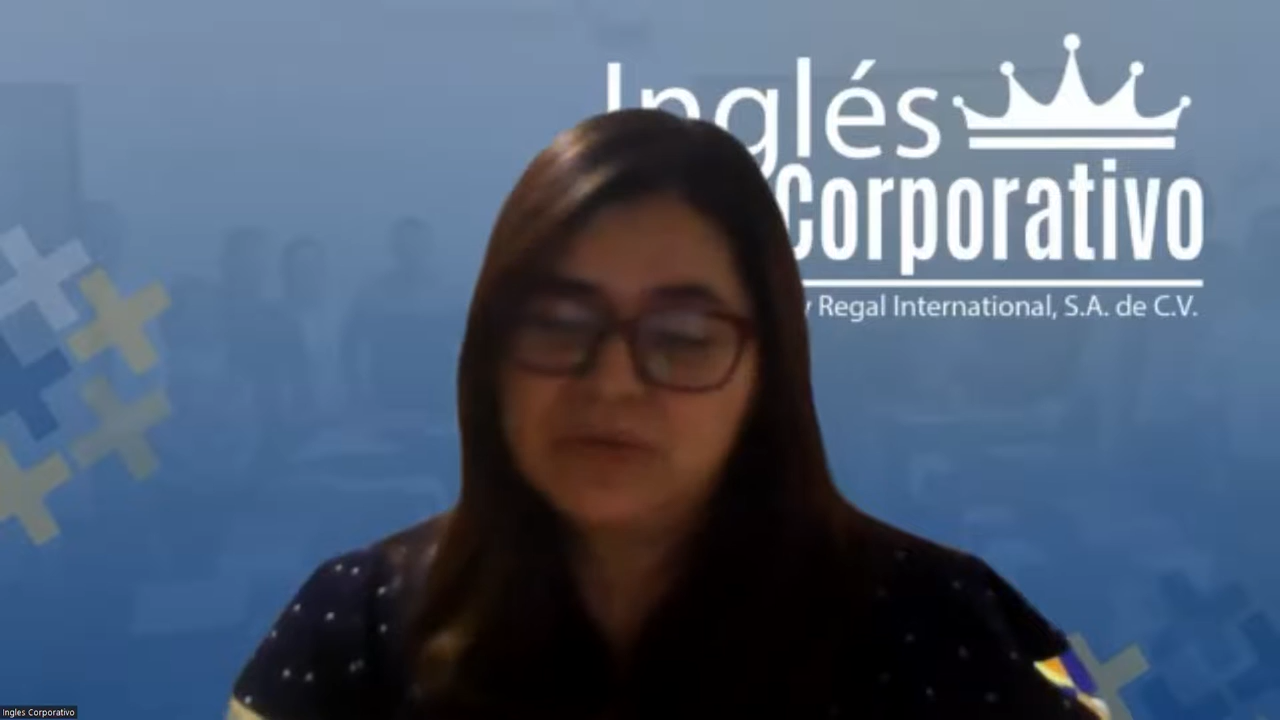 Inglés
Corporativo
y Regal International, S.A. de C.V.
Ingles Corporativo